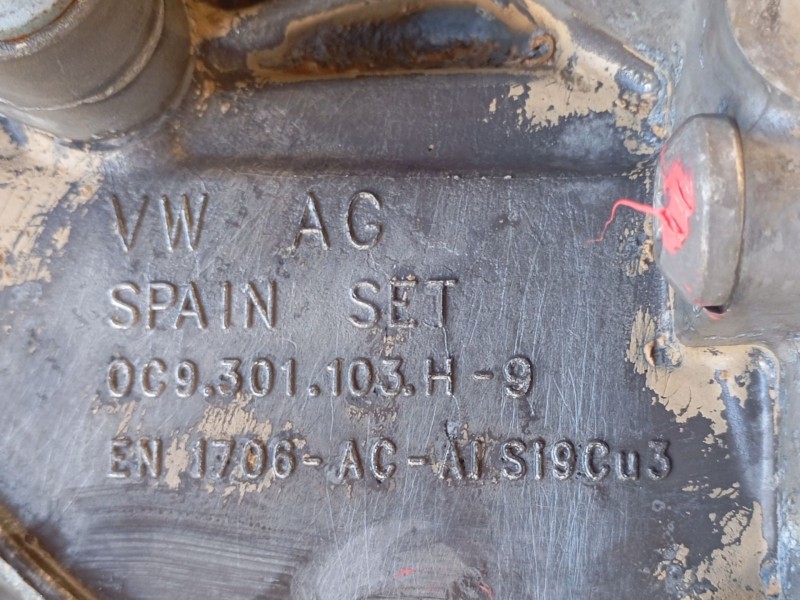 VW AG
SPAIN SET
0C9.301.103.H-9
EN 1706-AC-AlSi9Cu3